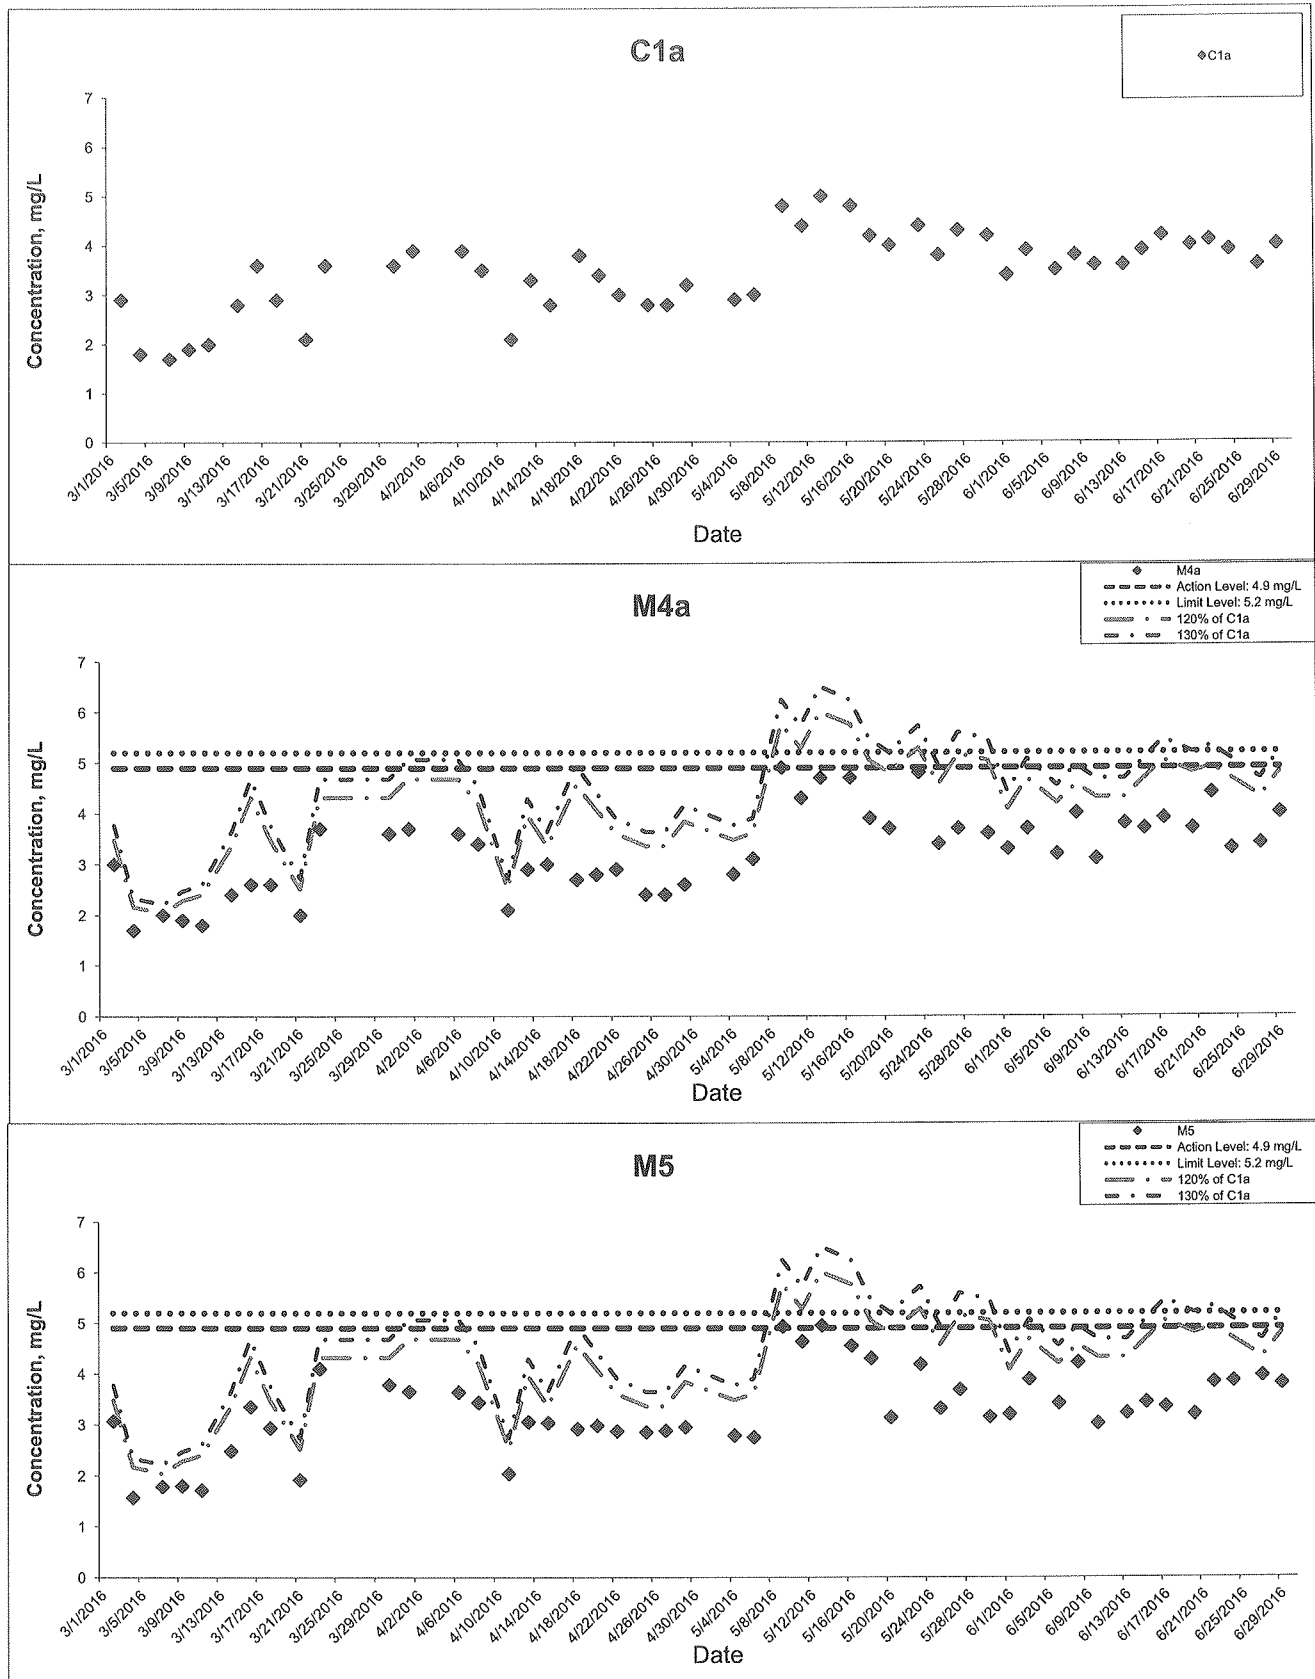 C1a
C1a
Concentration, mg/L
7
6
5
4
3
2
1
0
3/1/2016 3/5/2016 3/9/2016 3/13/2016 3/17/2016 3/21/2016 3/25/2016 3/29/2016 4/2/2016 4/6/2016 4/10/2016 4/14/2016 4/18/2016 4/22/2016 4/26/2016 4/30/2016 5/4/2016 5/8/2016 5/12/2016 5/16/2016 5/20/2016 5/24/2016 5/28/2016 6/1/2016 6/5/2016 6/9/2016 6/13/2016 6/17/2016 6/21/2016 6/25/2016 6/29/2016
Date
M4a
M4a
Action Level: 4.9 mg/L
Limit Level: 5.2 mg/L
120% of C1a
130% of C1a
Concentration, mg/L
7
6
5
4
3
2
1
0
3/1/2016 3/5/2016 3/9/2016 3/13/2016 3/17/2016 3/21/2016 3/25/2016 3/29/2016 4/2/2016 4/6/2016 4/10/2016 4/14/2016 4/18/2016 4/22/2016 4/26/2016 4/30/2016 5/4/2016 5/8/2016 5/12/2016 5/16/2016 5/20/2016 5/24/2016 5/28/2016 6/1/2016 6/5/2016 6/9/2016 6/13/2016 6/17/2016 6/21/2016 6/25/2016 6/29/2016
Date
M5
M5
Action Level: 4.9 mg/L
Limit Level: 5.2 mg/L
120% of C1a
130% of C1a
Concentration, mg/L
7
6
5
4
3
2
1
0
3/1/2016 3/5/2016 3/9/2016 3/13/2016 3/17/2016 3/21/2016 3/25/2016 3/29/2016 4/2/2016 4/6/2016 4/10/2016 4/14/2016 4/18/2016 4/22/2016 4/26/2016 4/30/2016 5/4/2016 5/8/2016 5/12/2016 5/16/2016 5/20/2016 5/24/2016 5/28/2016 6/1/2016 6/5/2016 6/9/2016 6/13/2016 6/17/2016 6/21/2016 6/25/2016 6/29/2016
Date